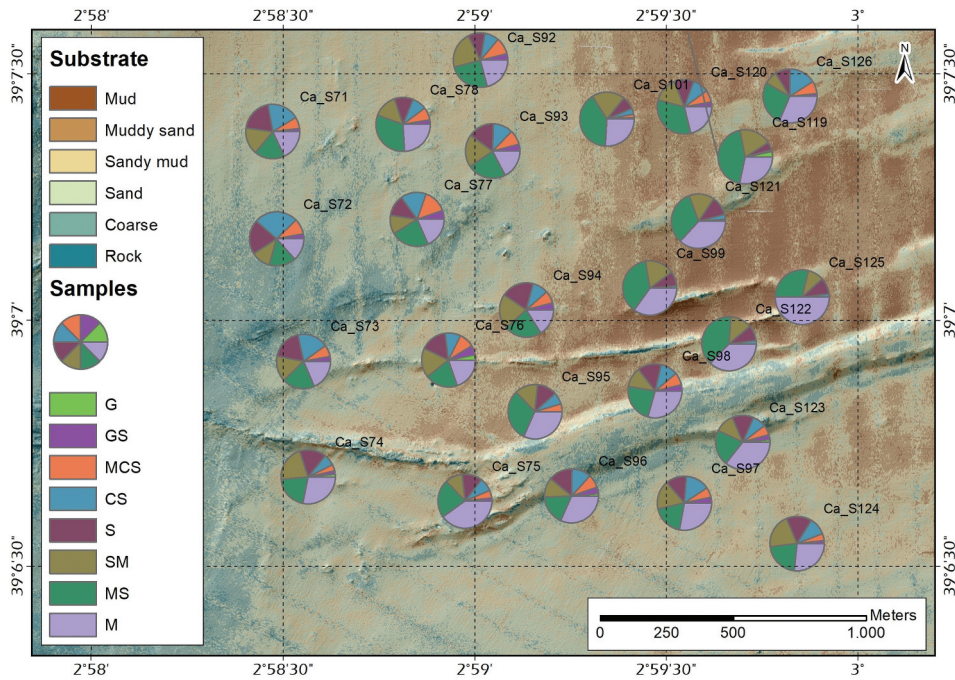 2°58' 2°58'30" 2°59' 2°59'30" 3°
Substrate
Mud
Muddy sand
Sandy mud
Sand
Coarse
Rock
Samples
G
GS
MCS
CS
S
SM
MS
M
39°7'30"
39°7'
39°6'30"
N
Ca_S92
Ca_S71
Ca_S78
Ca_S93
Ca_S101
Ca_S120
Ca_S126
Ca_S119
Ca_S72
Ca_S77
Ca_S121
Ca_S94
Ca_S99
Ca_S125
Ca_S73
Ca_S76
Ca_S122
Ca_S95
Ca_S98
Ca_S74
Ca_S75
Ca_S96
Ca_S123
Ca_S97
Ca_S124
Meters
0 250 500 1.000
39°7'30"
39°7'
39°6'30"
2°58' 2°58'30" 2°59' 2°59'30" 3°